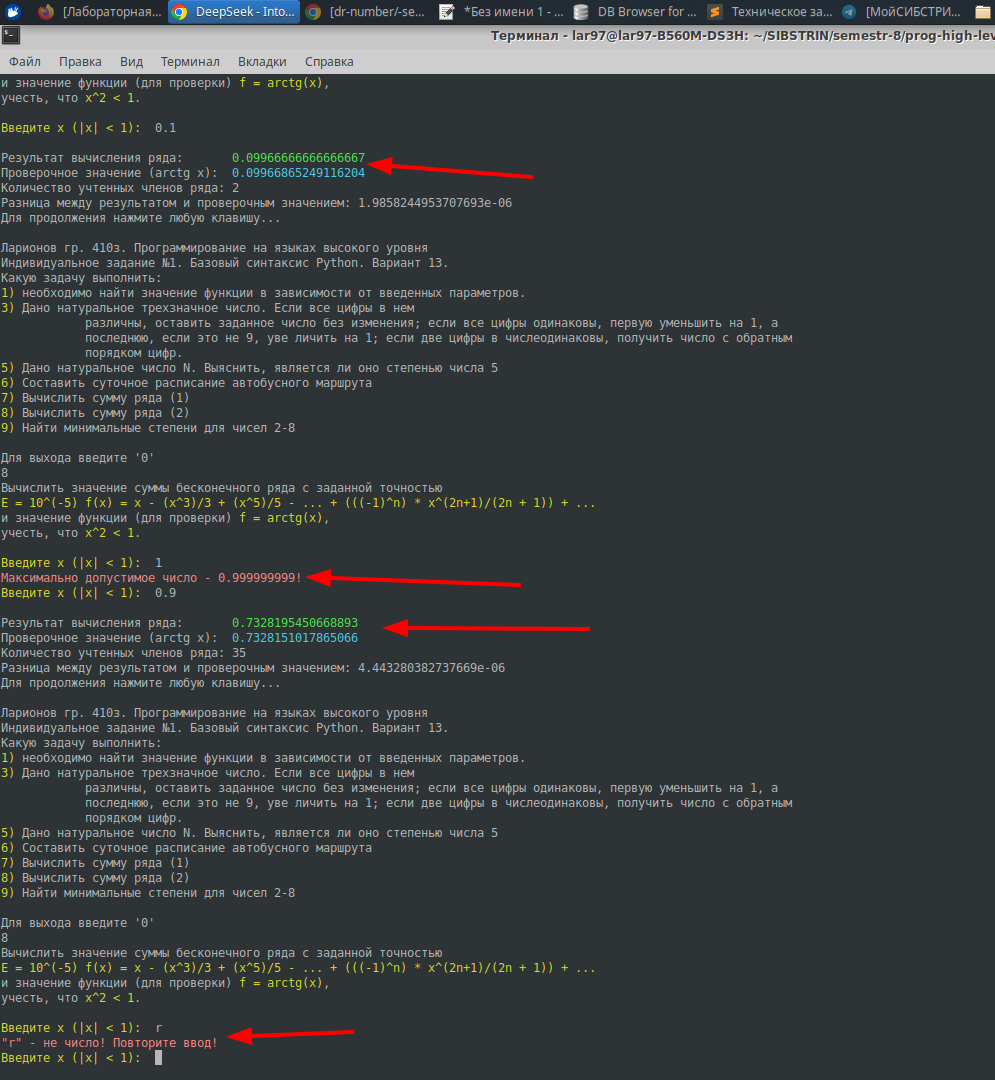 [Лабораторная...
DeepSeek - Into...
[dr-number/-se...
*Без имени 1 - ...
DB Browser for ...
Техническое за...
[МойСИБСТРИ...
Терминал - lar97@lar97-B560M-DS3H: ~/SIBSTRIN/semestr-8/prog-high-lev
Файл Правка Вид Терминал Вкладки Справка
и значение функции (для проверки) f = arctg(x),
учесть, что x^2 < 1.
Введите x (|x| < 1): 0.1
Результат вычисления ряда: 0.09966666666666667
Проверочное значение (arctg x): 0.09966865249116204
Количество учтенных членов ряда: 2
Разница между результатом и проверочным значением: 1.9858244953707693e-06
Для продолжения нажмите любую клавишу...
Ларионов гр. 410з. Программирование на языках высокого уровня
Индивидуальное задание №1. Базовый синтаксис Python. Вариант 13.
Какую задачу выполнить:
1) необходимо найти значение функции в зависимости от введенных параметров.
3) Дано натуральное трехзначное число. Если все цифры в нем
различны, оставить заданное число без изменения; если все цифры одинаковы, первую уменьшить на 1, а
последнюю, если это не 9, уве личить на 1; если две цифры в числеодинаковы, получить число с обратным
порядком цифр.
5) Дано натуральное число N. Выяснить, является ли оно степенью числа 5
6) Составить суточное расписание автобусного маршрута
7) Вычислить сумму ряда (1)
8) Вычислить сумму ряда (2)
9) Найти минимальные степени для чисел 2-8
Для выхода введите '0'
8
Вычислить значение суммы бесконечного ряда с заданной точностью
E = 10^(-5) f(x) = x - (x^3)/3 + (x^5)/5 - ... + (((-1)^n) * x^(2n+1)/(2n + 1)) + ...
и значение функции (для проверки) f = arctg(x),
учесть, что x^2 < 1.
Введите x (|x| < 1): 1
Максимально допустимое число - 0.999999999!
Введите x (|x| < 1): 0.9
Результат вычисления ряда: 0.7328195450668893
Проверочное значение (arctg x): 0.7328151017865066
Количество учтенных членов ряда: 35
Разница между результатом и проверочным значением: 4.443280382737669e-06
Для продолжения нажмите любую клавишу...
Ларионов гр. 410з. Программирование на языках высокого уровня
Индивидуальное задание №1. Базовый синтаксис Python. Вариант 13.
Какую задачу выполнить:
1) необходимо найти значение функции в зависимости от введенных параметров.
3) Дано натуральное трехзначное число. Если все цифры в нем
различны, оставить заданное число без изменения; если все цифры одинаковы, первую уменьшить на 1, а
последнюю, если это не 9, уве личить на 1; если две цифры в числеодинаковы, получить число с обратным
порядком цифр.
5) Дано натуральное число N. Выяснить, является ли оно степенью числа 5
6) Составить суточное расписание автобусного маршрута
7) Вычислить сумму ряда (1)
8) Вычислить сумму ряда (2)
9) Найти минимальные степени для чисел 2-8
Для выхода введите '0'
8
Вычислить значение суммы бесконечного ряда с заданной точностью
E = 10^(-5) f(x) = x - (x^3)/3 + (x^5)/5 - ... + (((-1)^n) * x^(2n+1)/(2n + 1)) + ...
и значение функции (для проверки) f = arctg(x),
учесть, что x^2 < 1.
Введите x (|x| < 1): r
"r" - не число! Повторите ввод!
Введите x (|x| < 1):